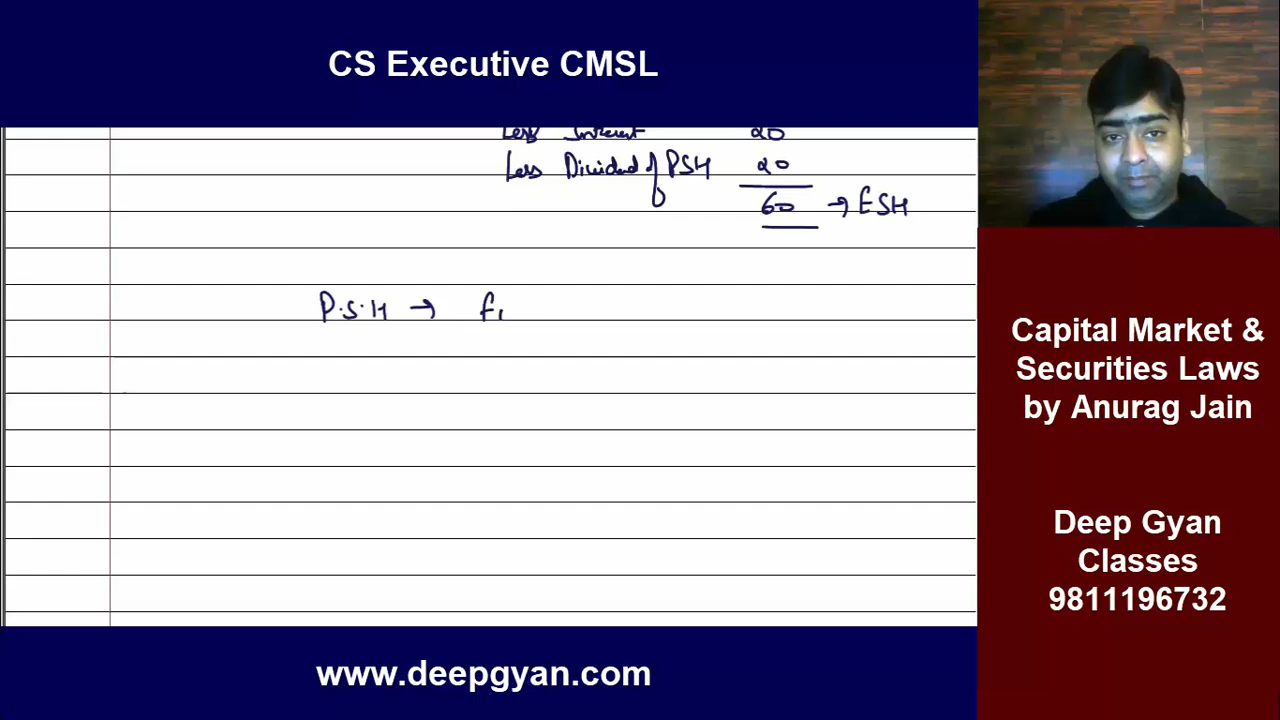 CS Executive CMSL
Less Interest 20
Less Dividend of PSH 20
60 → ESH
P.S.H → fi
Capital Market &
Securities Laws
by Anurag Jain
Deep Gyan
Classes
9811196732
www.deepgyan.com